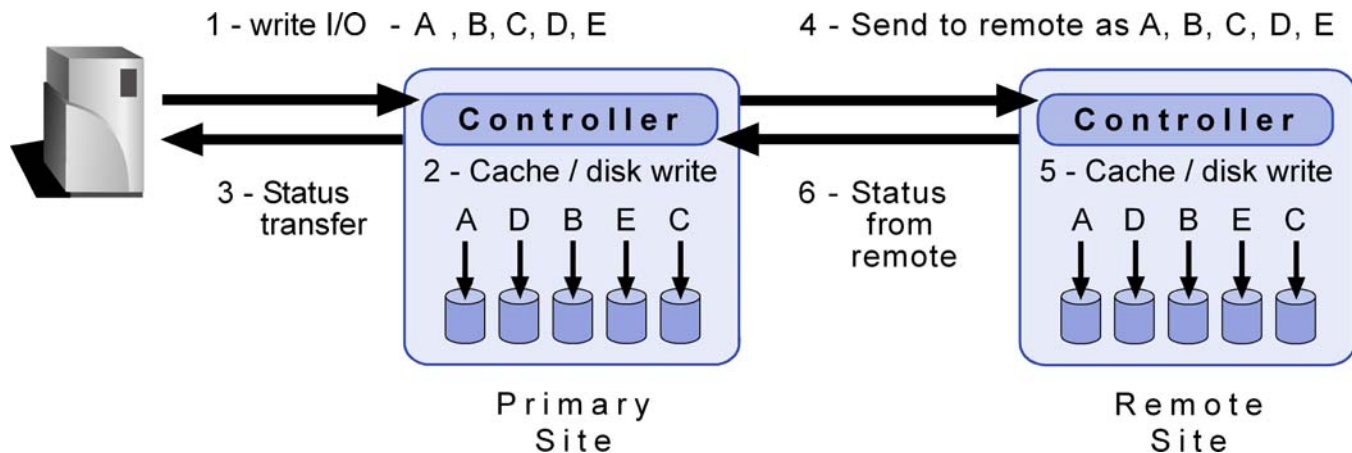 1 - write I/O - A , B, C, D, E
4 - Send to remote as A, B, C, D, E
Controller
Controller
2 - Cache / disk write
5 - Cache / disk write
3 - Status
transfer
6 - Status
from
remote
A D B E C
A D B E C
Primary
Site
Remote
Site